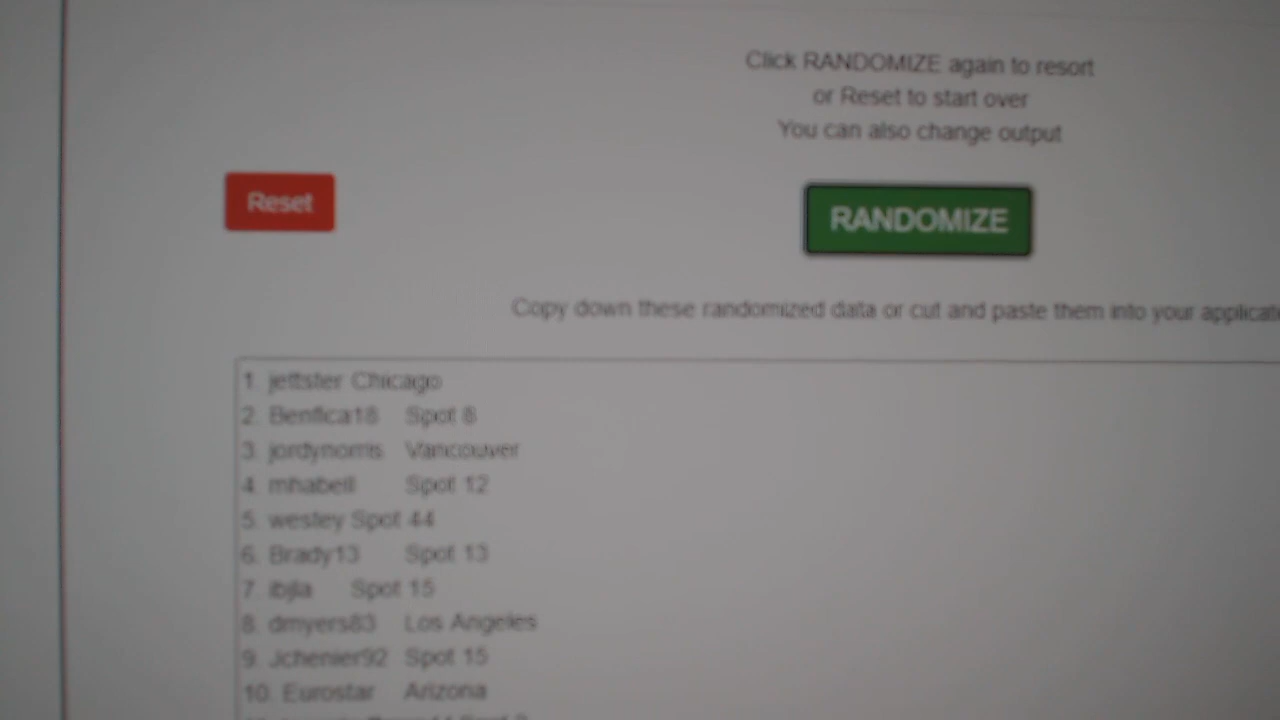 Click RANDOMIZE again to resort
or Reset to start over
You can also change output
Reset
RANDOMIZE
Copy down these randomized data or cut and paste them into your
1. jettster Chicago
2. Benfica18 Spot 8
3. jordynorris Vancouver
4. mhabell Spot 12
5. westey Spot 44
6. Brady13 Spot 13
7. ibjla Spot 15
8. dmyers83 Los Angeles
9. Jchenier92 Spot 15
10. Eurostar Arizona